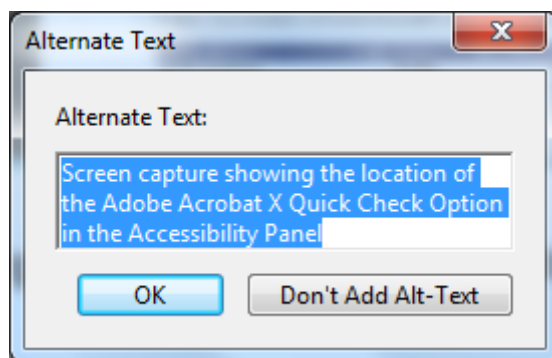 Alternate Text
Alternate Text:
Screen capture showing the location of
the Adobe Acrobat X Quick Check Option
in the Accessibility Panel
OK
Don't Add Alt-Text